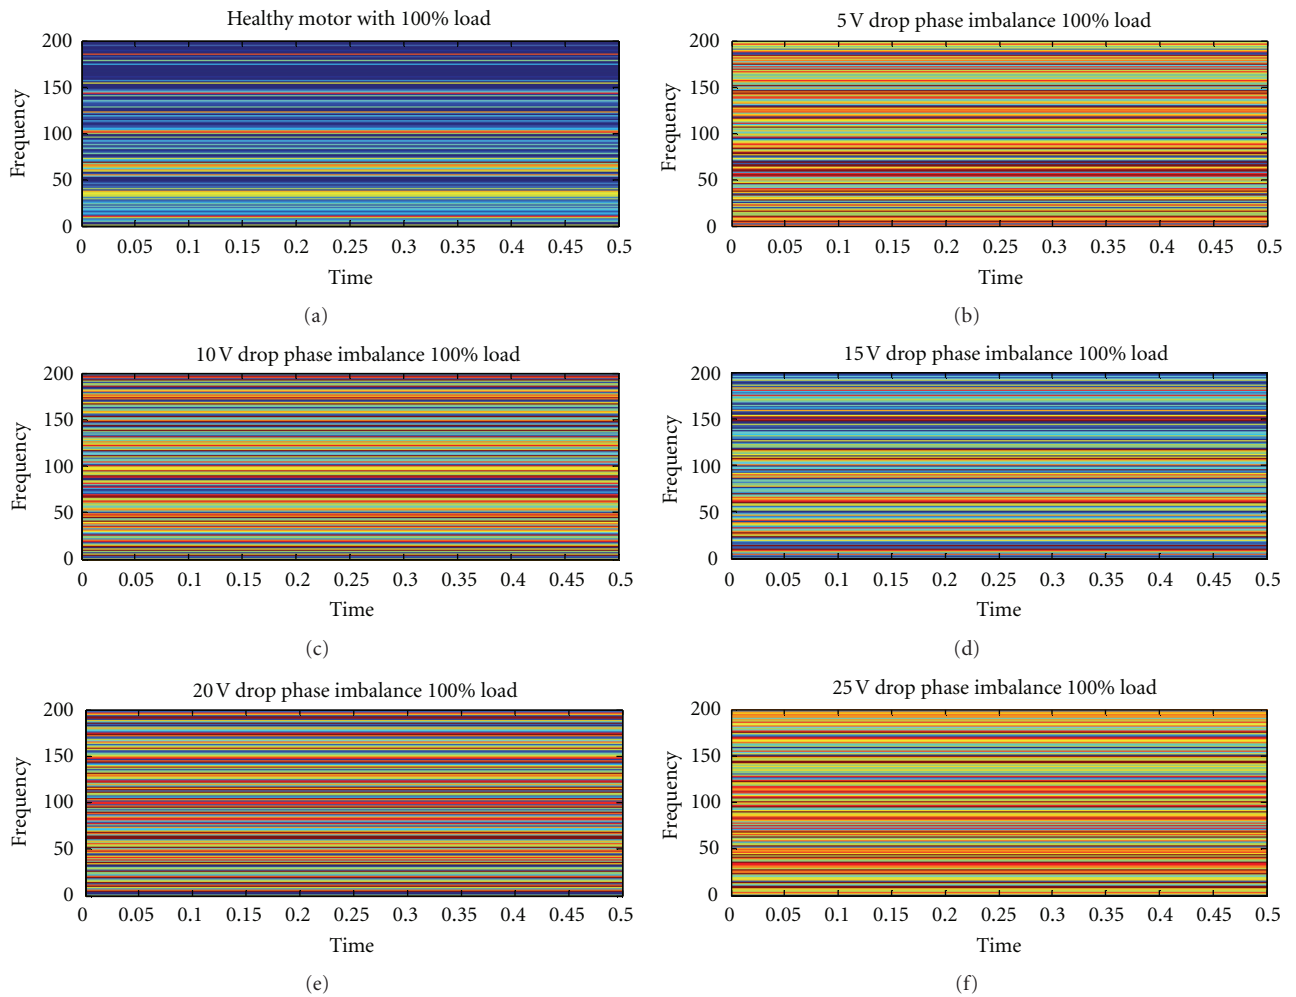 Healthy motor with 100% load
200
150
100
50
0
Frequency
0 0.05 0.1 0.15 0.2 0.25 0.3 0.35 0.4 0.45 0.5
Time
(a)
5 V drop phase imbalance 100% load
200
150
100
50
0
Frequency
0 0.05 0.1 0.15 0.2 0.25 0.3 0.35 0.4 0.45 0.5
Time
(b)
10 V drop phase imbalance 100% load
200
150
100
50
0
Frequency
0 0.05 0.1 0.15 0.2 0.25 0.3 0.35 0.4 0.45 0.5
Time
(c)
15 V drop phase imbalance 100% load
200
150
100
50
0
Frequency
0 0.05 0.1 0.15 0.2 0.25 0.3 0.35 0.4 0.45 0.5
Time
(d)
20 V drop phase imbalance 100% load
200
150
100
50
0
Frequency
0 0.05 0.1 0.15 0.2 0.25 0.3 0.35 0.4 0.45 0.5
Time
(e)
25 V drop phase imbalance 100% load
200
150
100
50
0
Frequency
0 0.05 0.1 0.15 0.2 0.25 0.3 0.35 0.4 0.45 0.5
Time
(f)